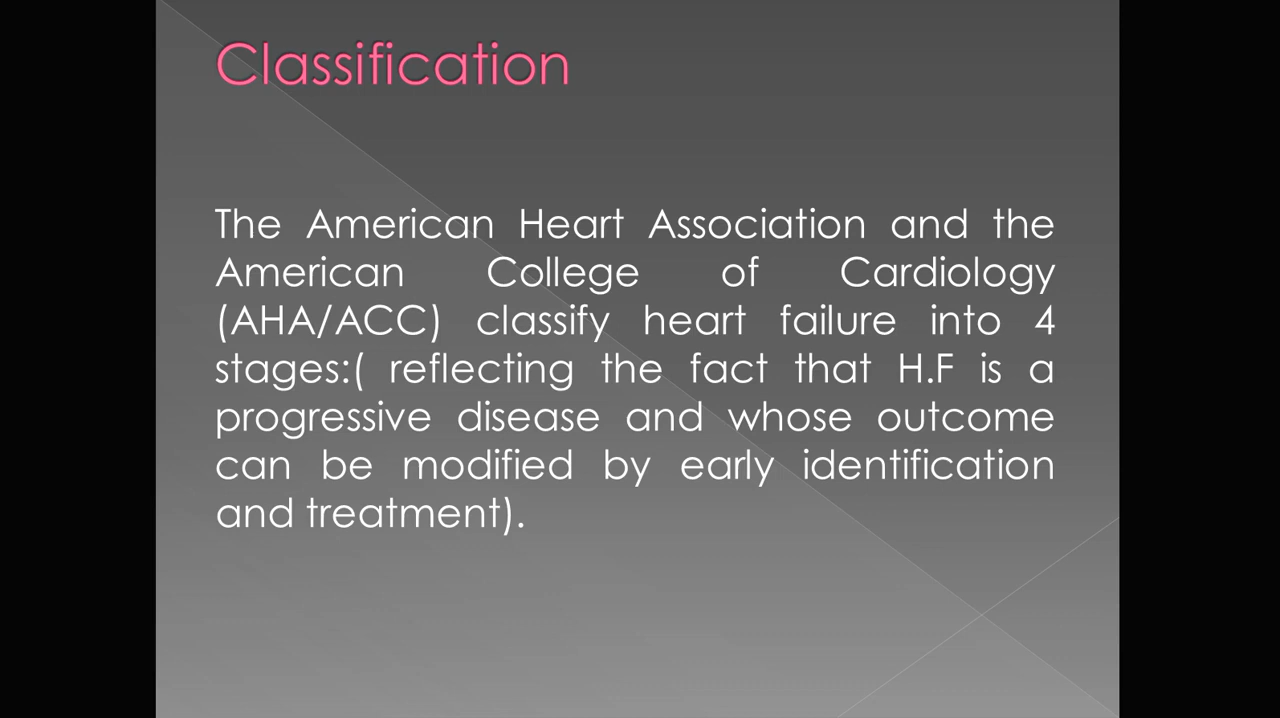 Classification
The American Heart Association and the
American College of Cardiology
(AHA/ACC) classify heart failure into 4
stages:( reflecting the fact that H.F is a
progressive disease and whose outcome
can be modified by early identification
and treatment).